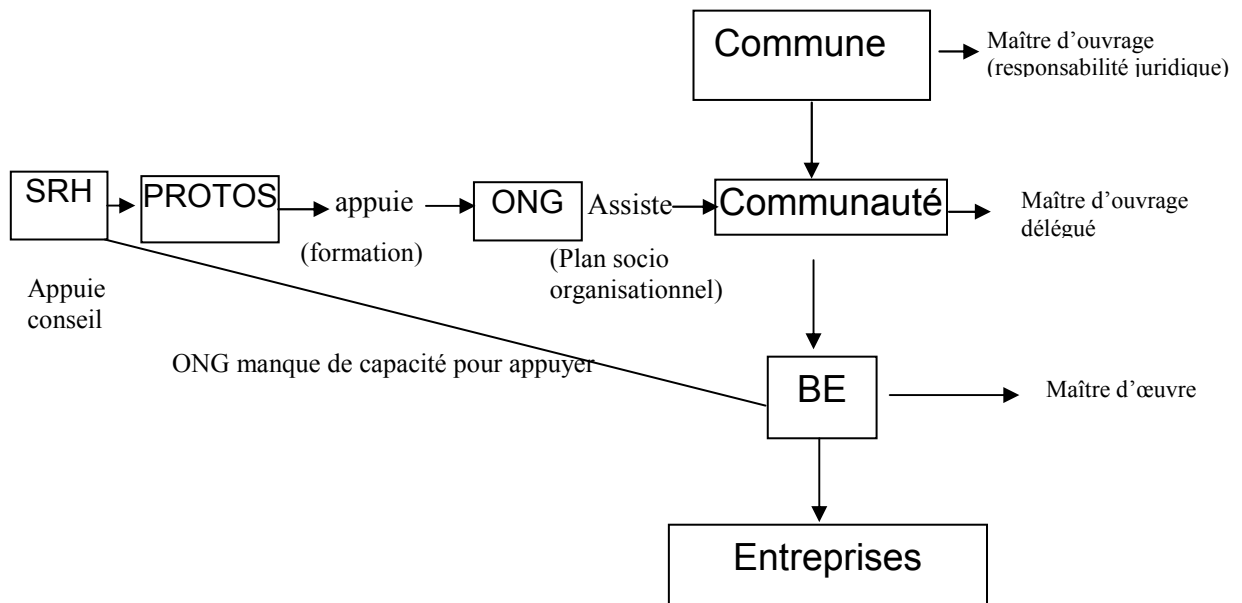 Commune
Maître d’ouvrage
(responsabilité juridique)
SRH
PROTOS
appuie
ONG
Assiste
Communauté
Maître d’ouvrage
délégué
(formation)
(Plan socio
organisationnel)
Appuie
conseil
ONG manque de capacité pour appuyer
BE
Maître d’œuvre
Entreprises